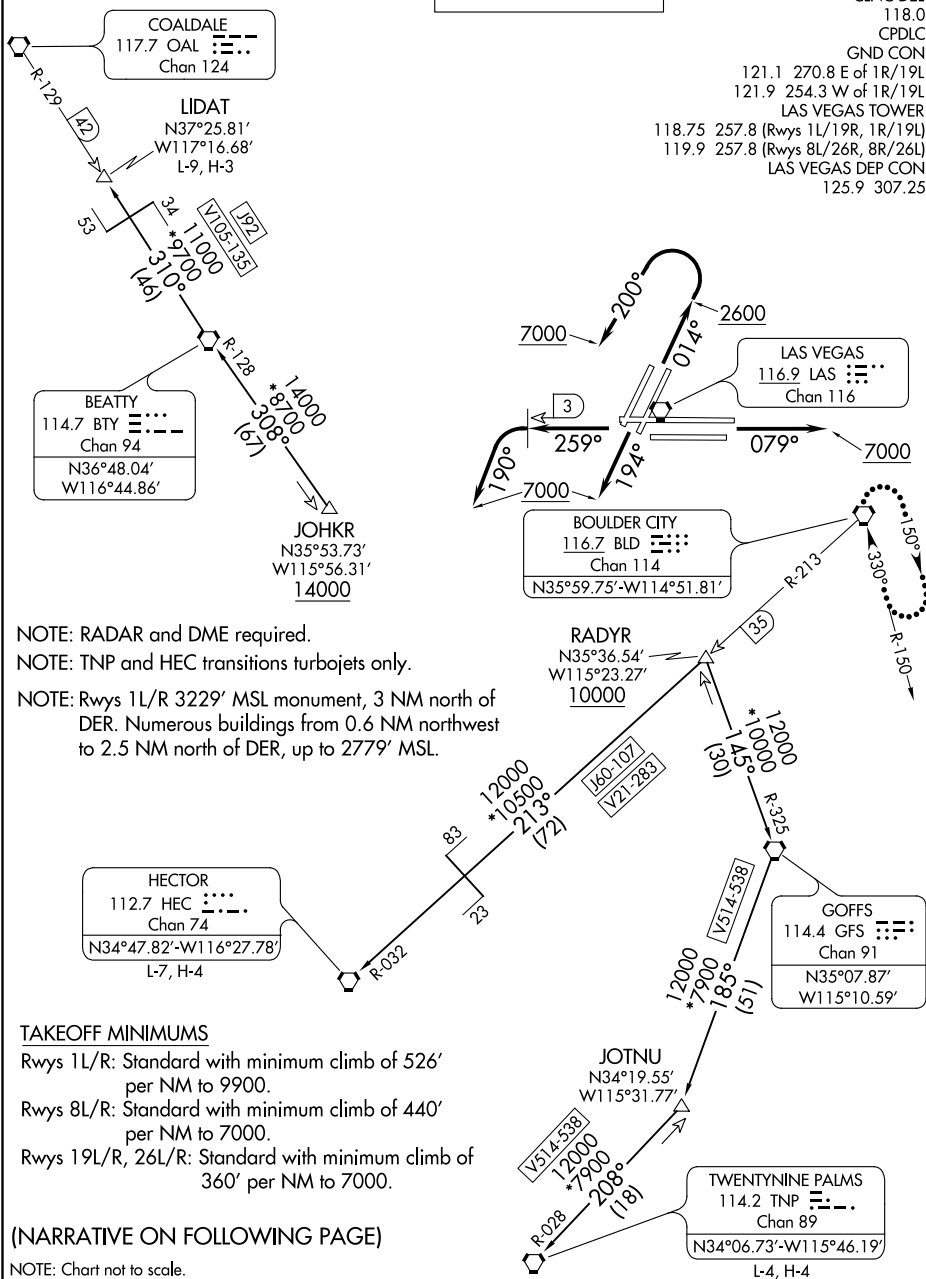 CLNC DEL
118.0
CPDLC
GND CON
121.1 270.8 E of 1R/19L
121.9 254.3 W of 1R/19L
LAS VEGAS TOWER
118.75 257.8 (Rwys 1L/19R, 1R/19L)
119.9 257.8 (Rwys 8L/26R, 8R/26L)
LAS VEGAS DEP CON
125.9 307.25
COALDALE
117.7 OAL
Chan 124
R-129
42
LIDAT
N37°25.81'
W117°16.68'
L-9, H-3
53
34
J92
V105-135
11000
*9700
310°
(46)
R-128
BEATTY
114.7 BTY
Chan 94
N36°48.04'
W116°44.86'
14000
*8700
308°
(67)
JOHKR
N35°53.73'
W115°56.31'
14000
200°
7000
2600
014°
LAS VEGAS
116.9 LAS
Chan 116
3
259°
190°
194°
7000
079°
7000
BOULDER CITY
116.7 BLD
Chan 114
N35°59.75'-W114°51.81'
R-213
35
150°
330°
R-150
NOTE: RADAR and DME required.
NOTE: TNP and HEC transitions turbojets only.
NOTE: Rwys 1L/R 3229' MSL monument, 3 NM north of
DER. Numerous buildings from 0.6 NM northwest
to 2.5 NM north of DER, up to 2779' MSL.
RADYR
N35°36.54'
W115°23.27'
10000
J60-107
V21-283
12000
*10500
213°
(72)
83
23
R-032
HECTOR
112.7 HEC
Chan 74
N34°47.82'-W116°27.78'
L-7, H-4
12000
*10000
145°
(30)
R-325
GOFFS
114.4 GFS
Chan 91
N35°07.87'
W115°10.59'
V514-538
12000
*7900
185°
(51)
JOTNU
N34°19.55'
W115°31.77'
V514-538
12000
*7900
208°
(18)
R-028
TWENTYNINE PALMS
114.2 TNP
Chan 89
N34°06.73'-W115°46.19'
L-4, H-4
TAKEOFF MINIMUMS
Rwys 1L/R: Standard with minimum climb of 526'
per NM to 9900.
Rwys 8L/R: Standard with minimum climb of 440'
per NM to 7000.
Rwys 19L/R, 26L/R: Standard with minimum climb of
360' per NM to 7000.
(NARRATIVE ON FOLLOWING PAGE)
NOTE: Chart not to scale.